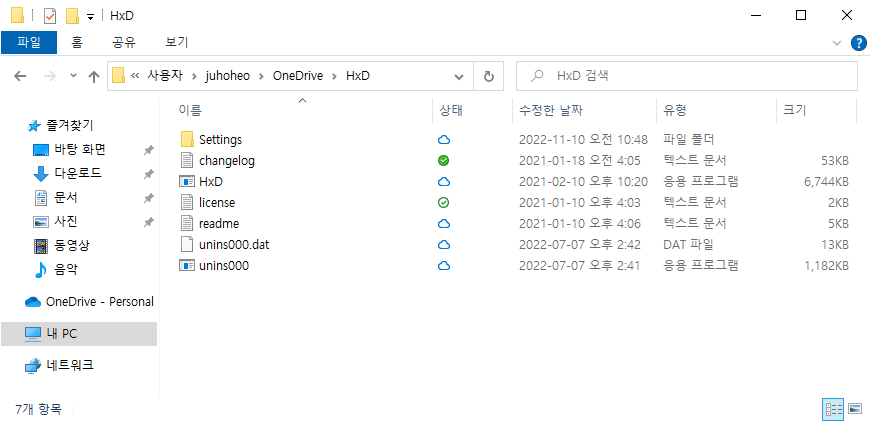 HxD
파일 홈 공유 보기
« 사용자 > juhoheo > OneDrive > HxD
HxD 검색
이름 상태 수정한 날짜 유형 크기
즐겨찾기
바탕 화면
다운로드
문서
사진
동영상
음악
OneDrive - Personal
내 PC
네트워크
Settings 2022-11-10 오전 10:48 파일 폴더
changelog 2021-01-18 오전 4:05 텍스트 문서 53KB
HxD 2021-02-10 오후 10:20 응용 프로그램 6,744KB
license 2021-01-10 오후 4:03 텍스트 문서 2KB
readme 2021-01-10 오후 4:06 텍스트 문서 5KB
unins000.dat 2022-07-07 오후 2:42 DAT 파일 13KB
unins000 2022-07-07 오후 2:41 응용 프로그램 1,182KB
7개 항목